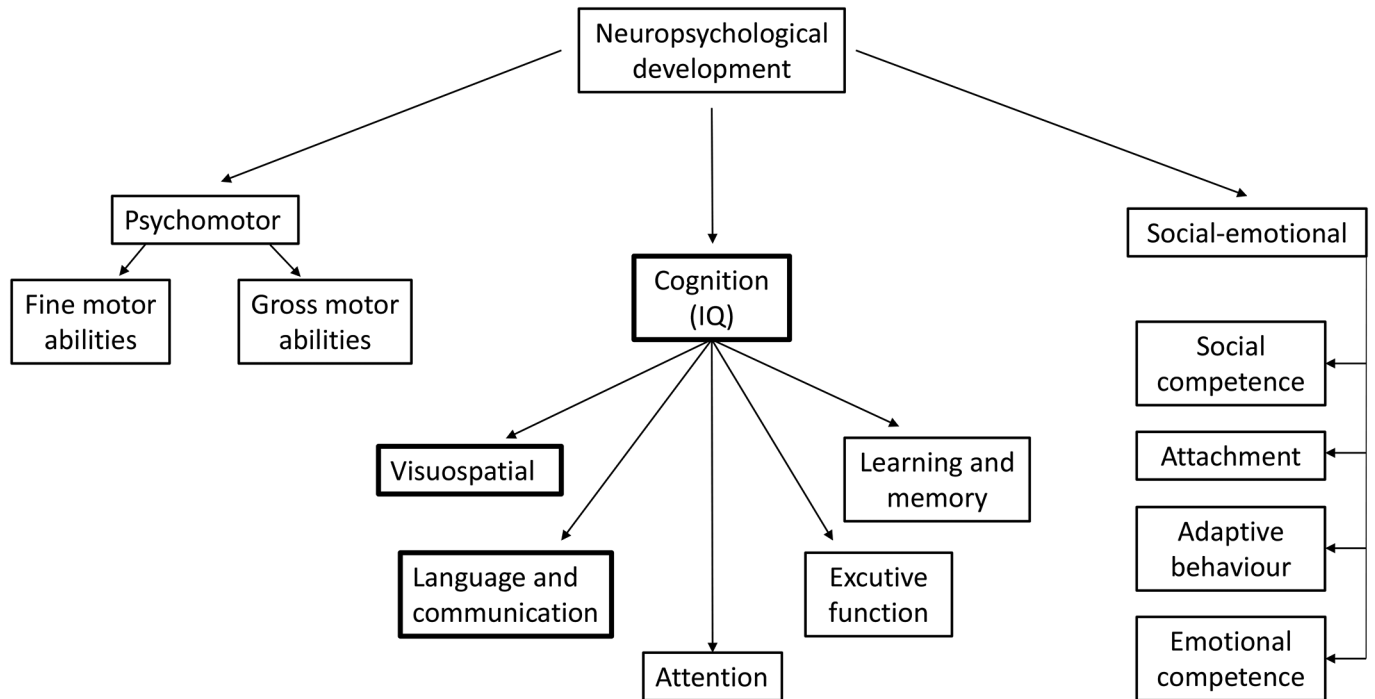 Neuropsychological
development
Psychomotor
Social-emotional
Fine motor
abilities
Gross motor
abilities
Cognition
(IQ)
Social
competence
Visuospatial
Learning and
memory
Attachment
Language and
communication
Excutive
function
Adaptive
behaviour
Attention
Emotional
competence